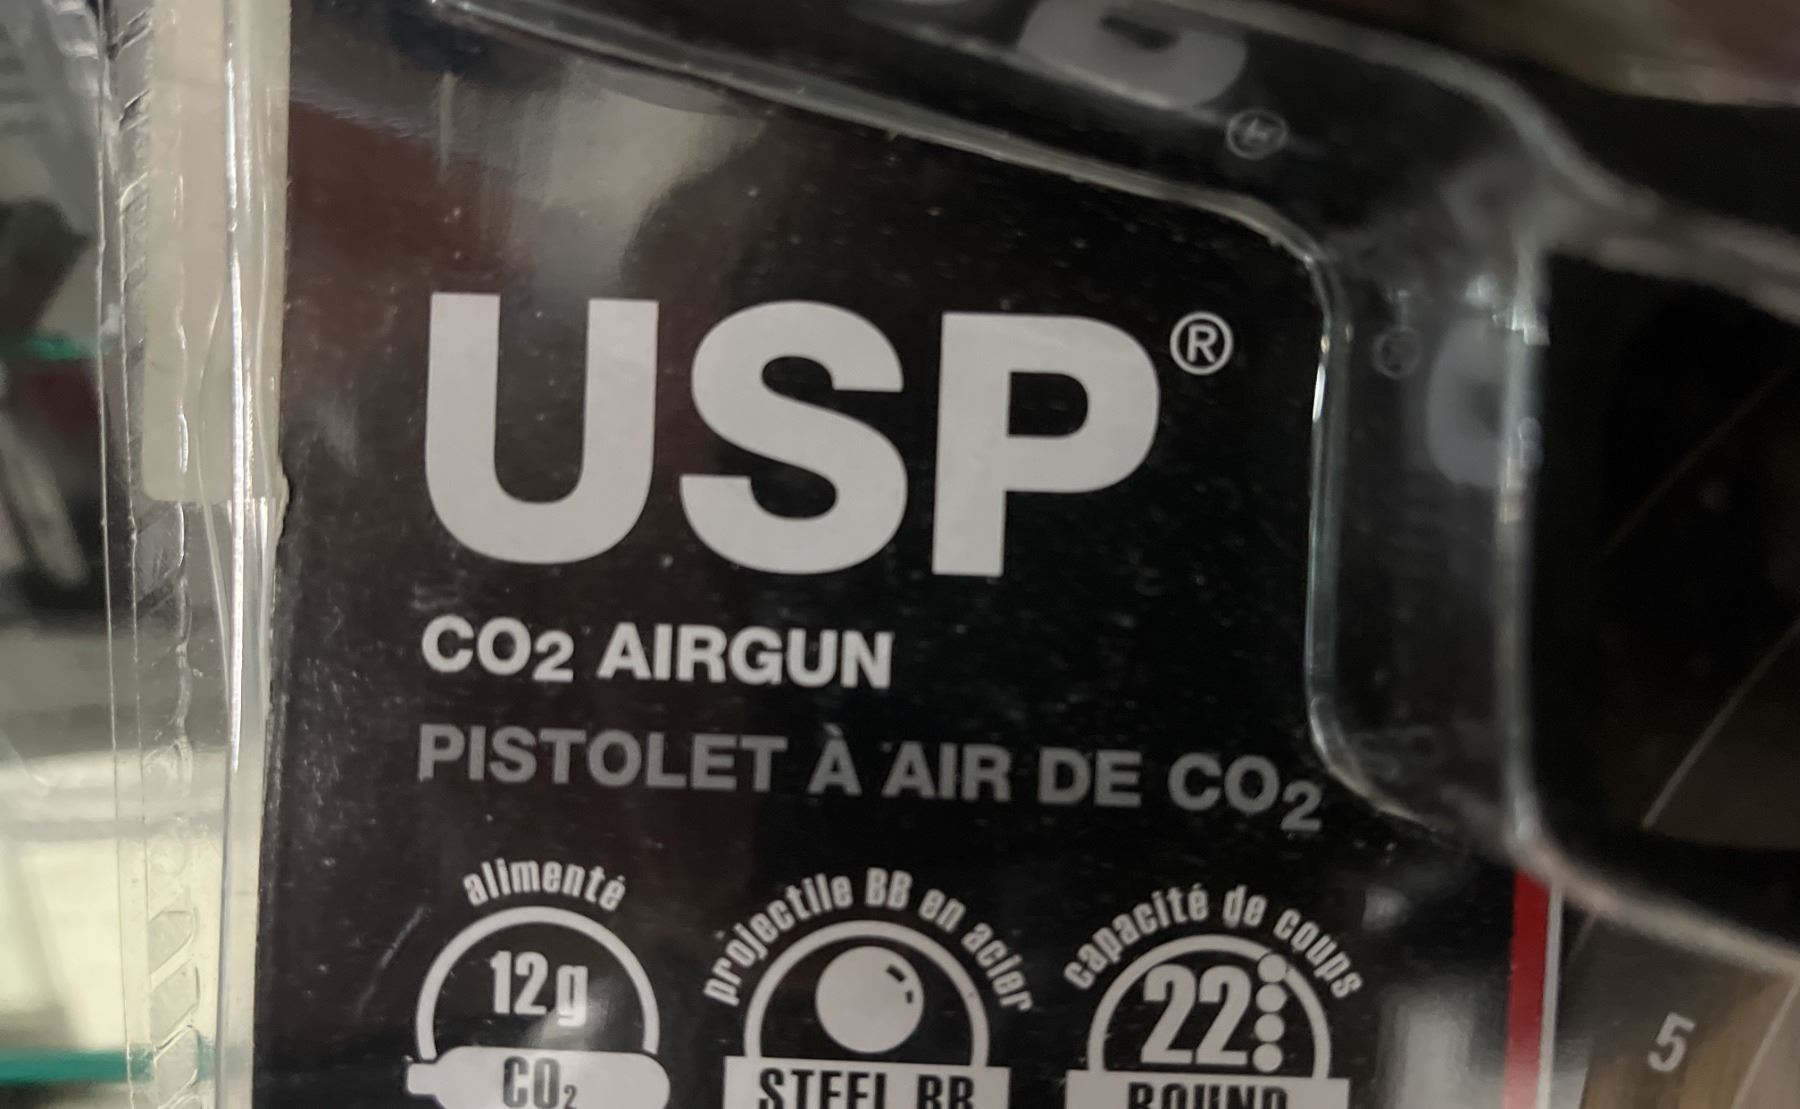 USP®
CO2 AIRGUN
PISTOLET À AIR DE CO2
alimenté
12g
CO2
projectile BB en acier
STEEL BB
capacité de coups
22
ROUND
5